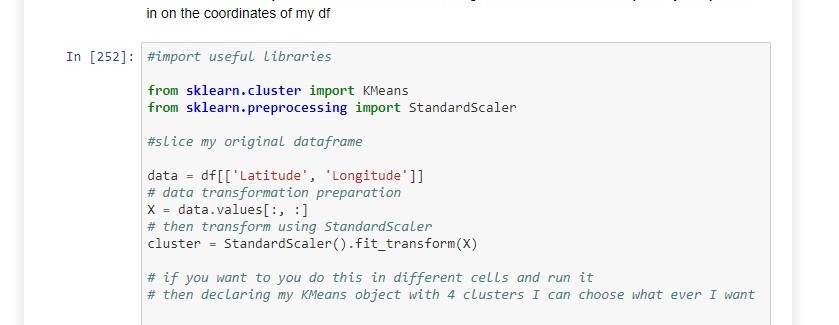 in on the coordinates of my df
In [252]: #import useful libraries
from sklearn.cluster import KMeans
from sklearn.preprocessing import StandardScaler
#slice my original dataframe
data = df[['Latitude', 'Longitude']]
# data transformation preparation
X = data.values[:, :]
# then transform using StandardScaler
cluster = StandardScaler().fit_transform(X)
# if you want to you do this in different cells and run it
# then declaring my KMeans object with 4 clusters I can choose what ever I want